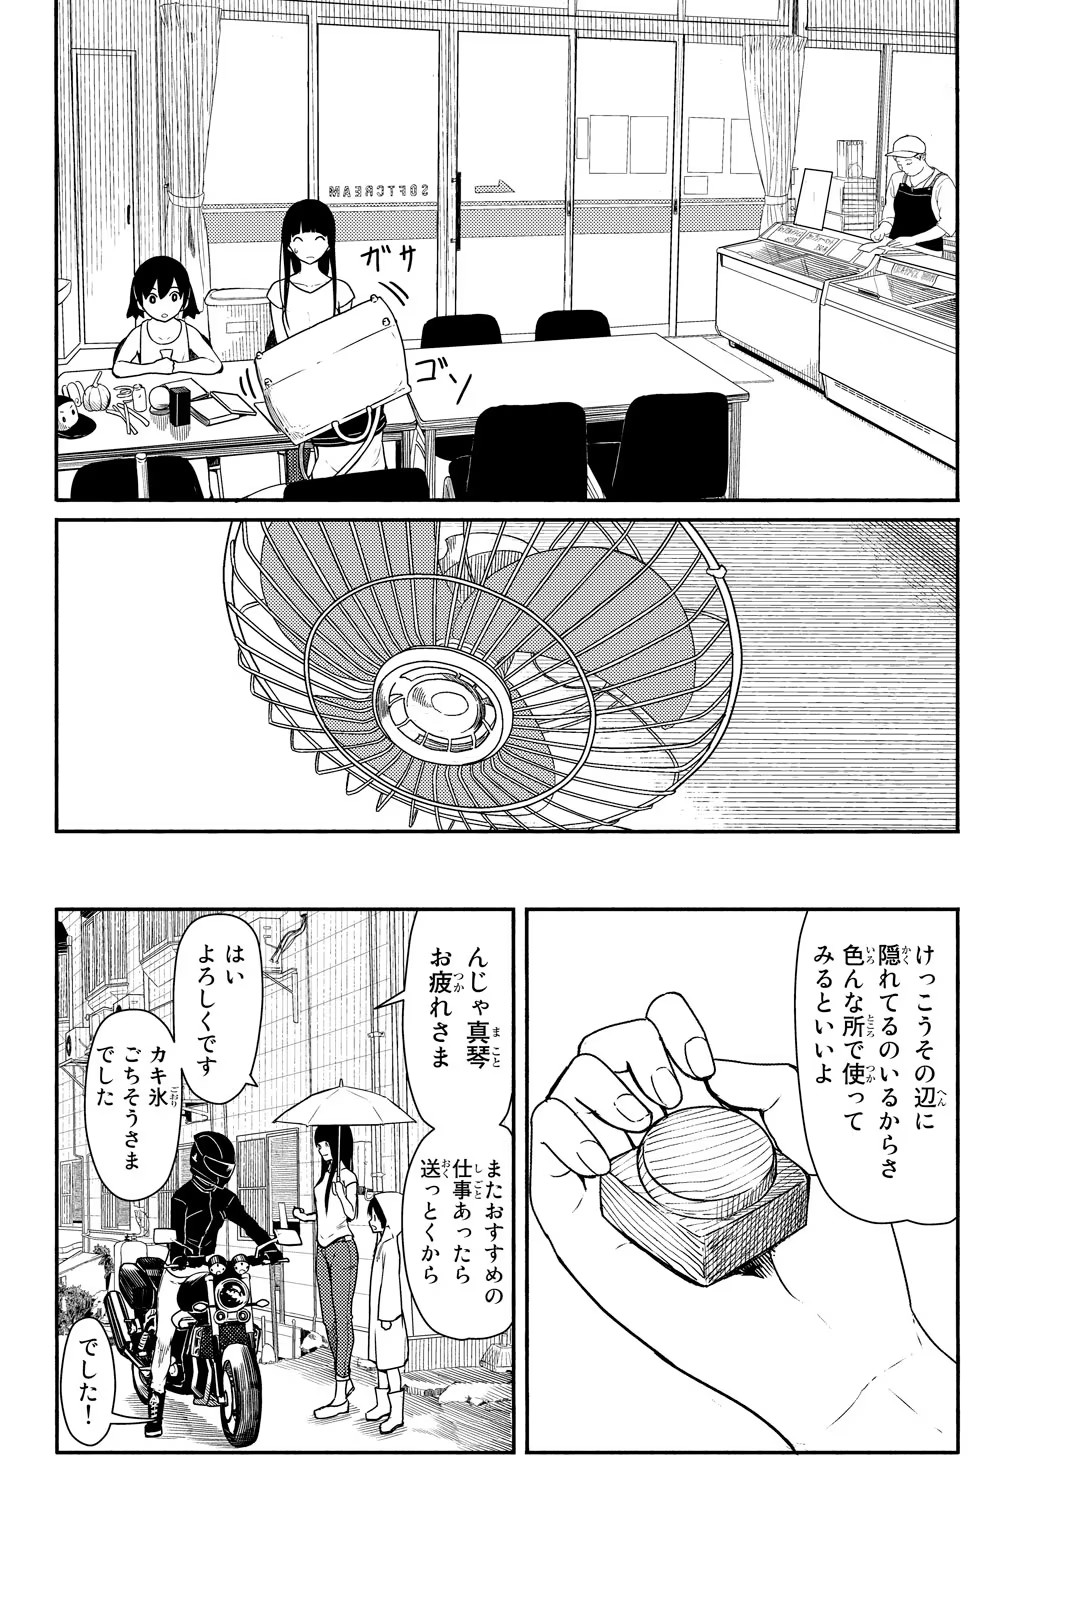 SOFTCREAM
ガサ
ゴソ
けっこうその辺に
隠れてるのいるからさ
色んな所で使って
みるといいよ
んじゃ真琴
お疲れさま
またおすすめの
仕事あったら
送っとくから
はい
よろしくです
カキ氷
ごちそうさま
でした
でした!